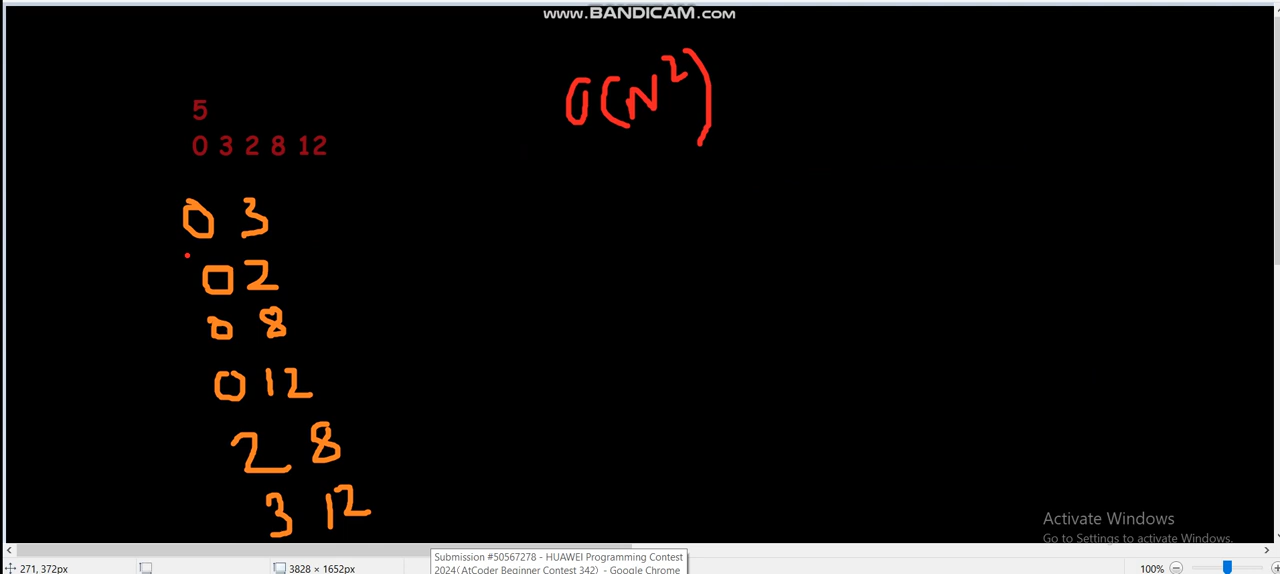 www.BANDICAM.com
O(N²)
5
0 3 2 8 12
0 3
0 2
0 8
0 12
2 8
3 12
Activate Windows
Go to Settings to activate Windows.
Submission #50567278 - HUAWEI Programming Contest
2024(AtCoder Beginner Contest 342) - Google Chrome
271, 372px
3828 × 1652px
100%